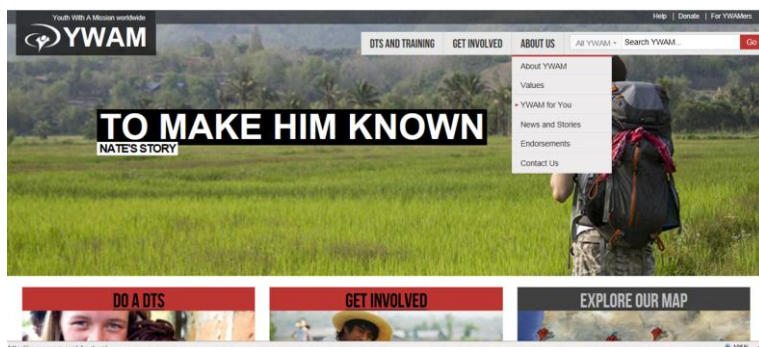 Youth With A Mission worldwide
Help | Donate | For YWAMers
YWAM
DTS AND TRAINING GET INVOLVED ABOUT US All YWAM Search YWAM... Go
About YWAM
Values
YWAM for You
News and Stories
Endorsements
Contact Us
TO MAKE HIM KNOWN
NATE'S STORY
DO A DTS GET INVOLVED EXPLORE OUR MAP